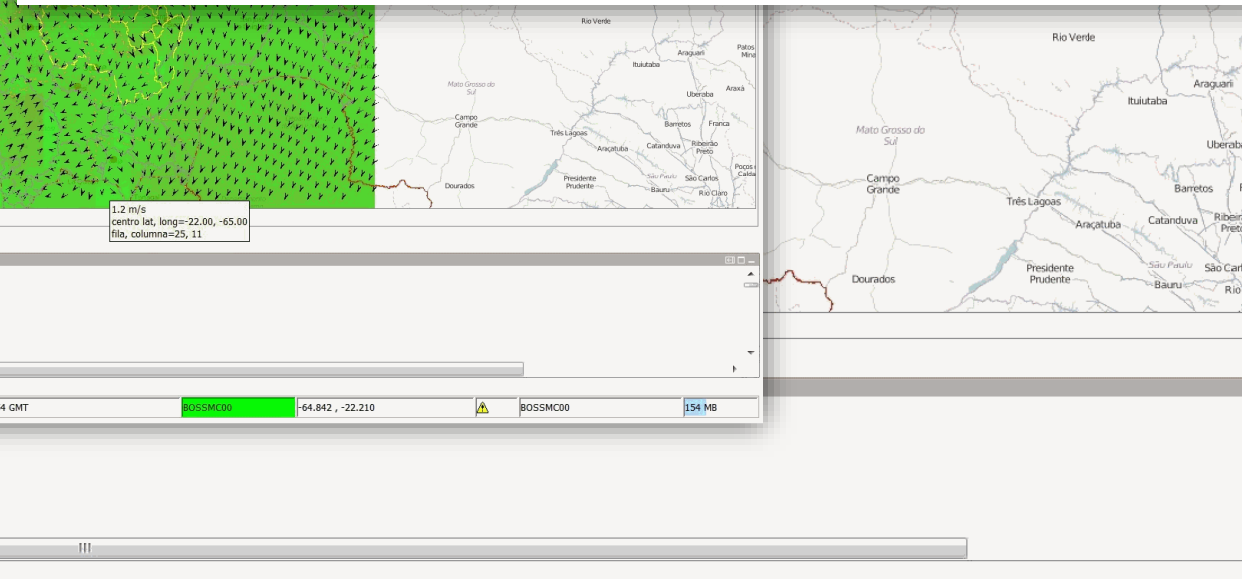 Rio Verde
Araguari
Patos
Mina
Ituiutaba
Mato Grosso do
Sul
Uberaba
Araxá
Campo
Grande
Barretos
Franca
Três Lagoas
Araçatuba
Catanduva
Ribeirão
Preto
Dourados
Presidente
Prudente
São Paulo
São Carlos
Poços
Calda
Bauru
Rio Claro
1.2 m/s
centro lat, long=-22.00, -65.00
fila, columna=25, 11
4 GMT
BOSSMC00
-64.842 , -22.210
BOSSMC00
154 MB
Rio Verde
Araguari
Ituiutaba
Mato Grosso do
Sul
Uberaba
Campo
Grande
Barretos
Três Lagoas
Araçatuba
Catanduva
Ribeir
Preto
Dourados
Presidente
Prudente
São Paulo
São Carl
Bauru
Rio